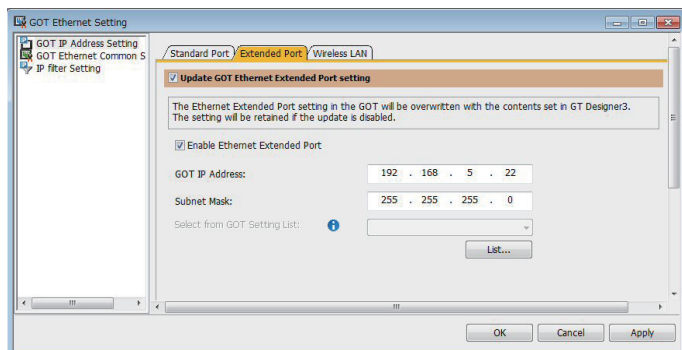 GOT Ethernet Setting
GOT IP Address Setting
GOT Ethernet Common S
IP filter Setting
Standard Port Extended Port Wireless LAN
Update GOT Ethernet Extended Port setting
The Ethernet Extended Port setting in the GOT will be overwritten with the contents set in GT Designer3.
The setting will be retained if the update is disabled.
Enable Ethernet Extended Port
GOT IP Address: 192 . 168 . 5 . 22
Subnet Mask: 255 . 255 . 255 . 0
Select from GOT Setting List:
List...
OK Cancel Apply